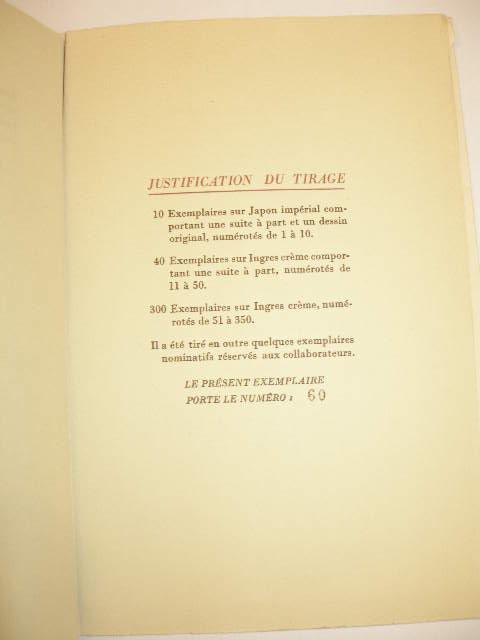 JUSTIFICATION DU TIRAGE
10 Exemplaires sur Japon impérial com-
portant une suite à part et un dessin
original, numérotés de 1 à 10.
40 Exemplaires sur Ingres crème compor-
tant une suite à part, numérotés de
11 à 50.
300 Exemplaires sur Ingres crème, numé-
rotés de 51 à 350.
Il a été tiré en outre quelques exemplaires
nominatifs réservés aux collaborateurs.
LE PRÉSENT EXEMPLAIRE
PORTE LE NUMÉRO : 60